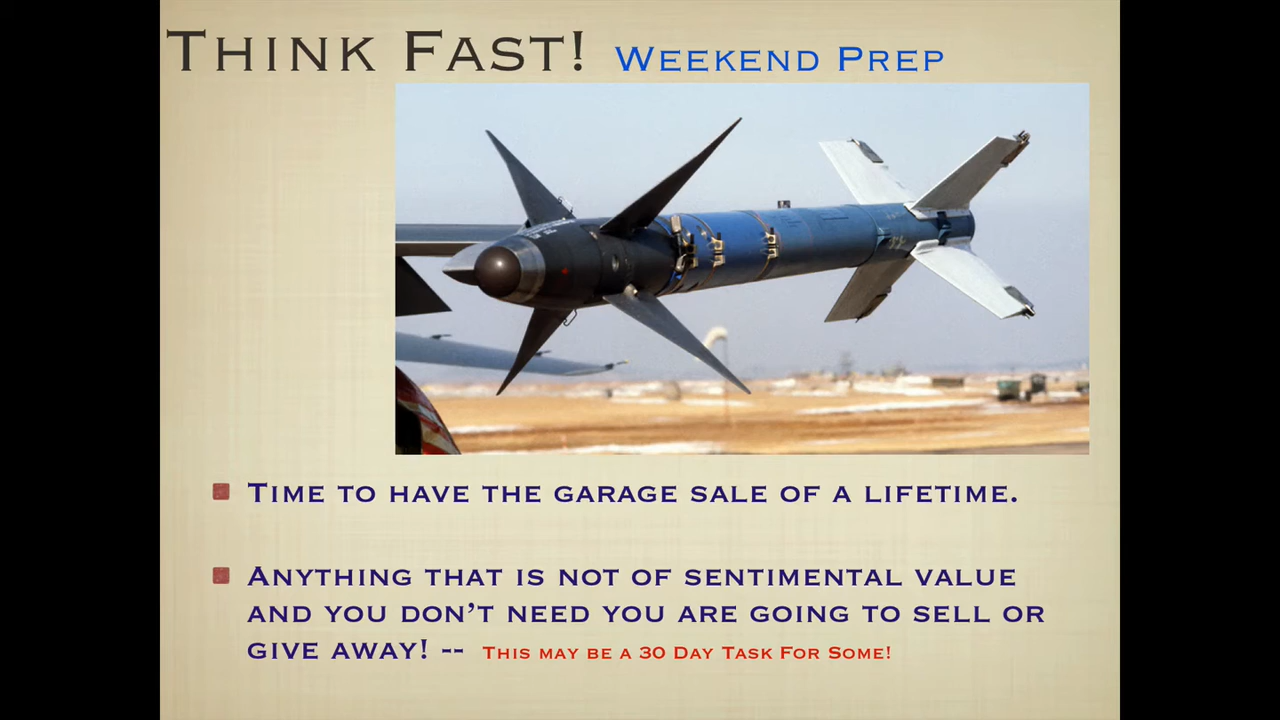 Think Fast! Weekend Prep
Time to have the garage sale of a lifetime.
Anything that is not of sentimental value
and you don't need you are going to sell or
give away! -- This may be a 30 Day Task For Some!